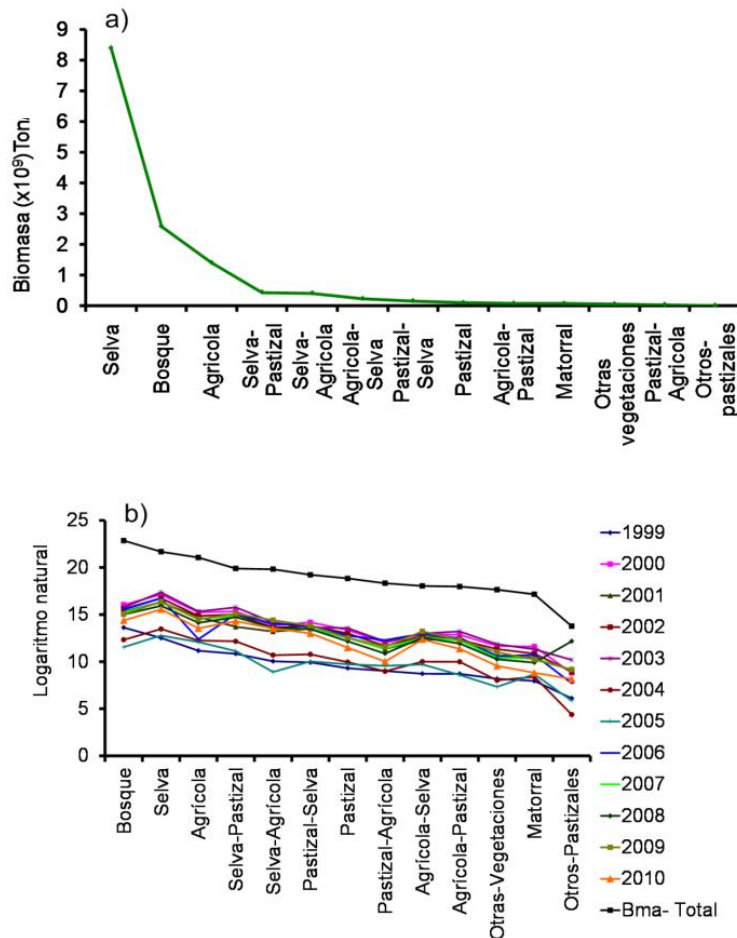 a)
9
8
7
6
5
4
3
2
1
0
Biomasa (x10⁹)Ton.
Selva
Bosque
Agrícola
Selva-
Pastizal
Selva-
Agrícola
Agrícola-
Selva
Pastizal-
Selva
Pastizal
Agrícola-
Pastizal
Matorral
Otras
vegetaciones
Pastizal-
Agrícola
Otros-
pastizales
b)
25
20
15
10
5
0
Logaritmo natural
Bosque
Selva
Agrícola
Selva-Pastizal
Selva-Agrícola
Pastizal-Selva
Pastizal
Pastizal-Agrícola
Agrícola-Selva
Agrícola-Pastizal
Otras-Vegetaciones
Matorral
Otros-Pastizales
1999
2000
2001
2002
2003
2004
2005
2006
2007
2008
2009
2010
Bma- Total